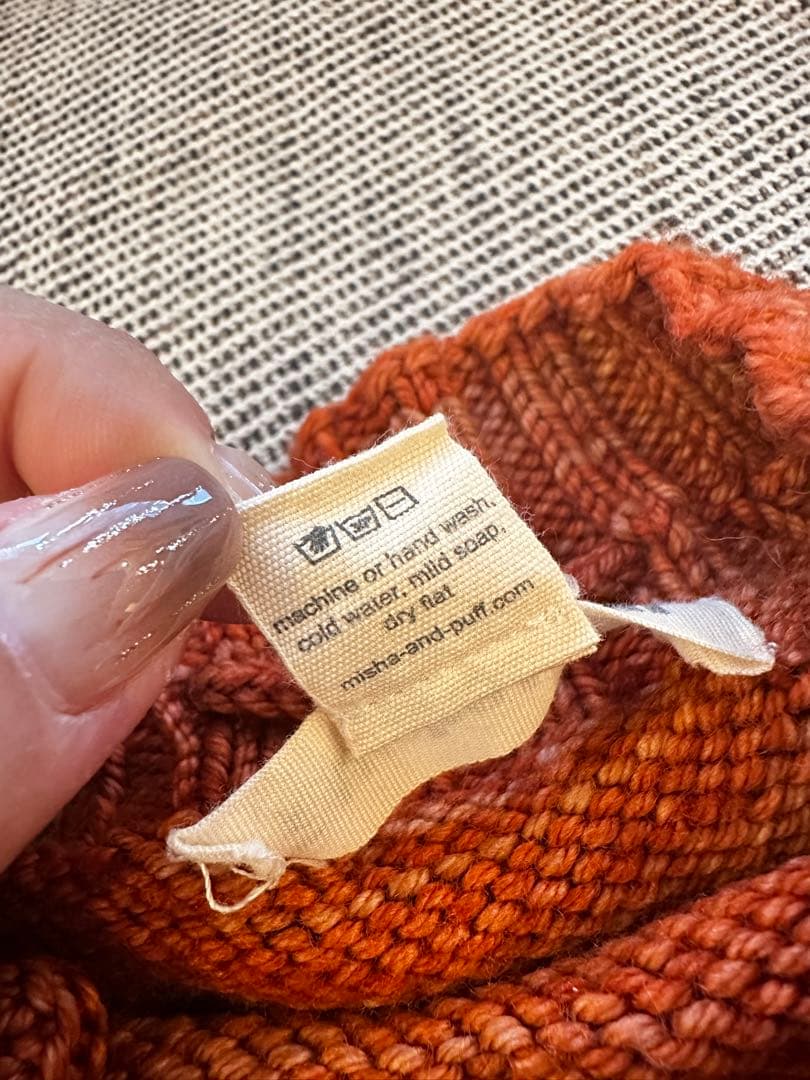 machine or hand wash,
cold water, mild soap,
dry flat
misha-and-puff.com